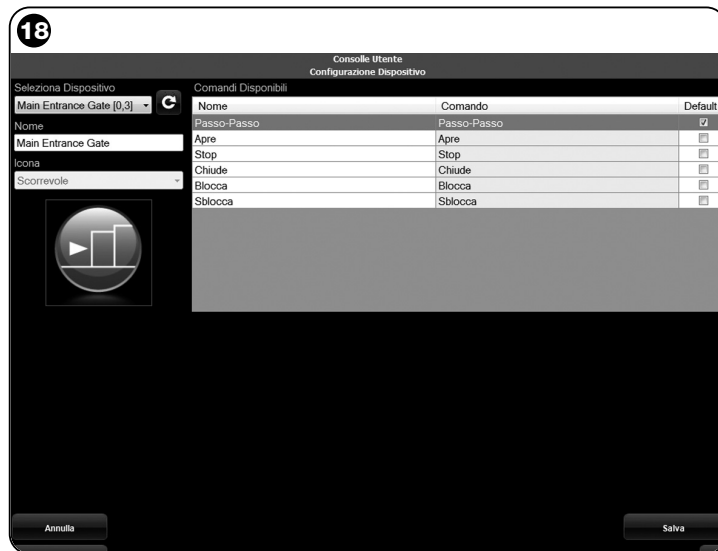 18
Consolle Utente
Configurazione Dispositivo
Seleziona Dispositivo
Main Entrance Gate [0,3]
Nome
Main Entrance Gate
Icona
Scorrevole
Comandi Disponibili
Nome Comando Default
Passo-Passo Passo-Passo
Apre Apre
Stop Stop
Chiude Chiude
Blocca Blocca
Sblocca Sblocca
Annulla Salva